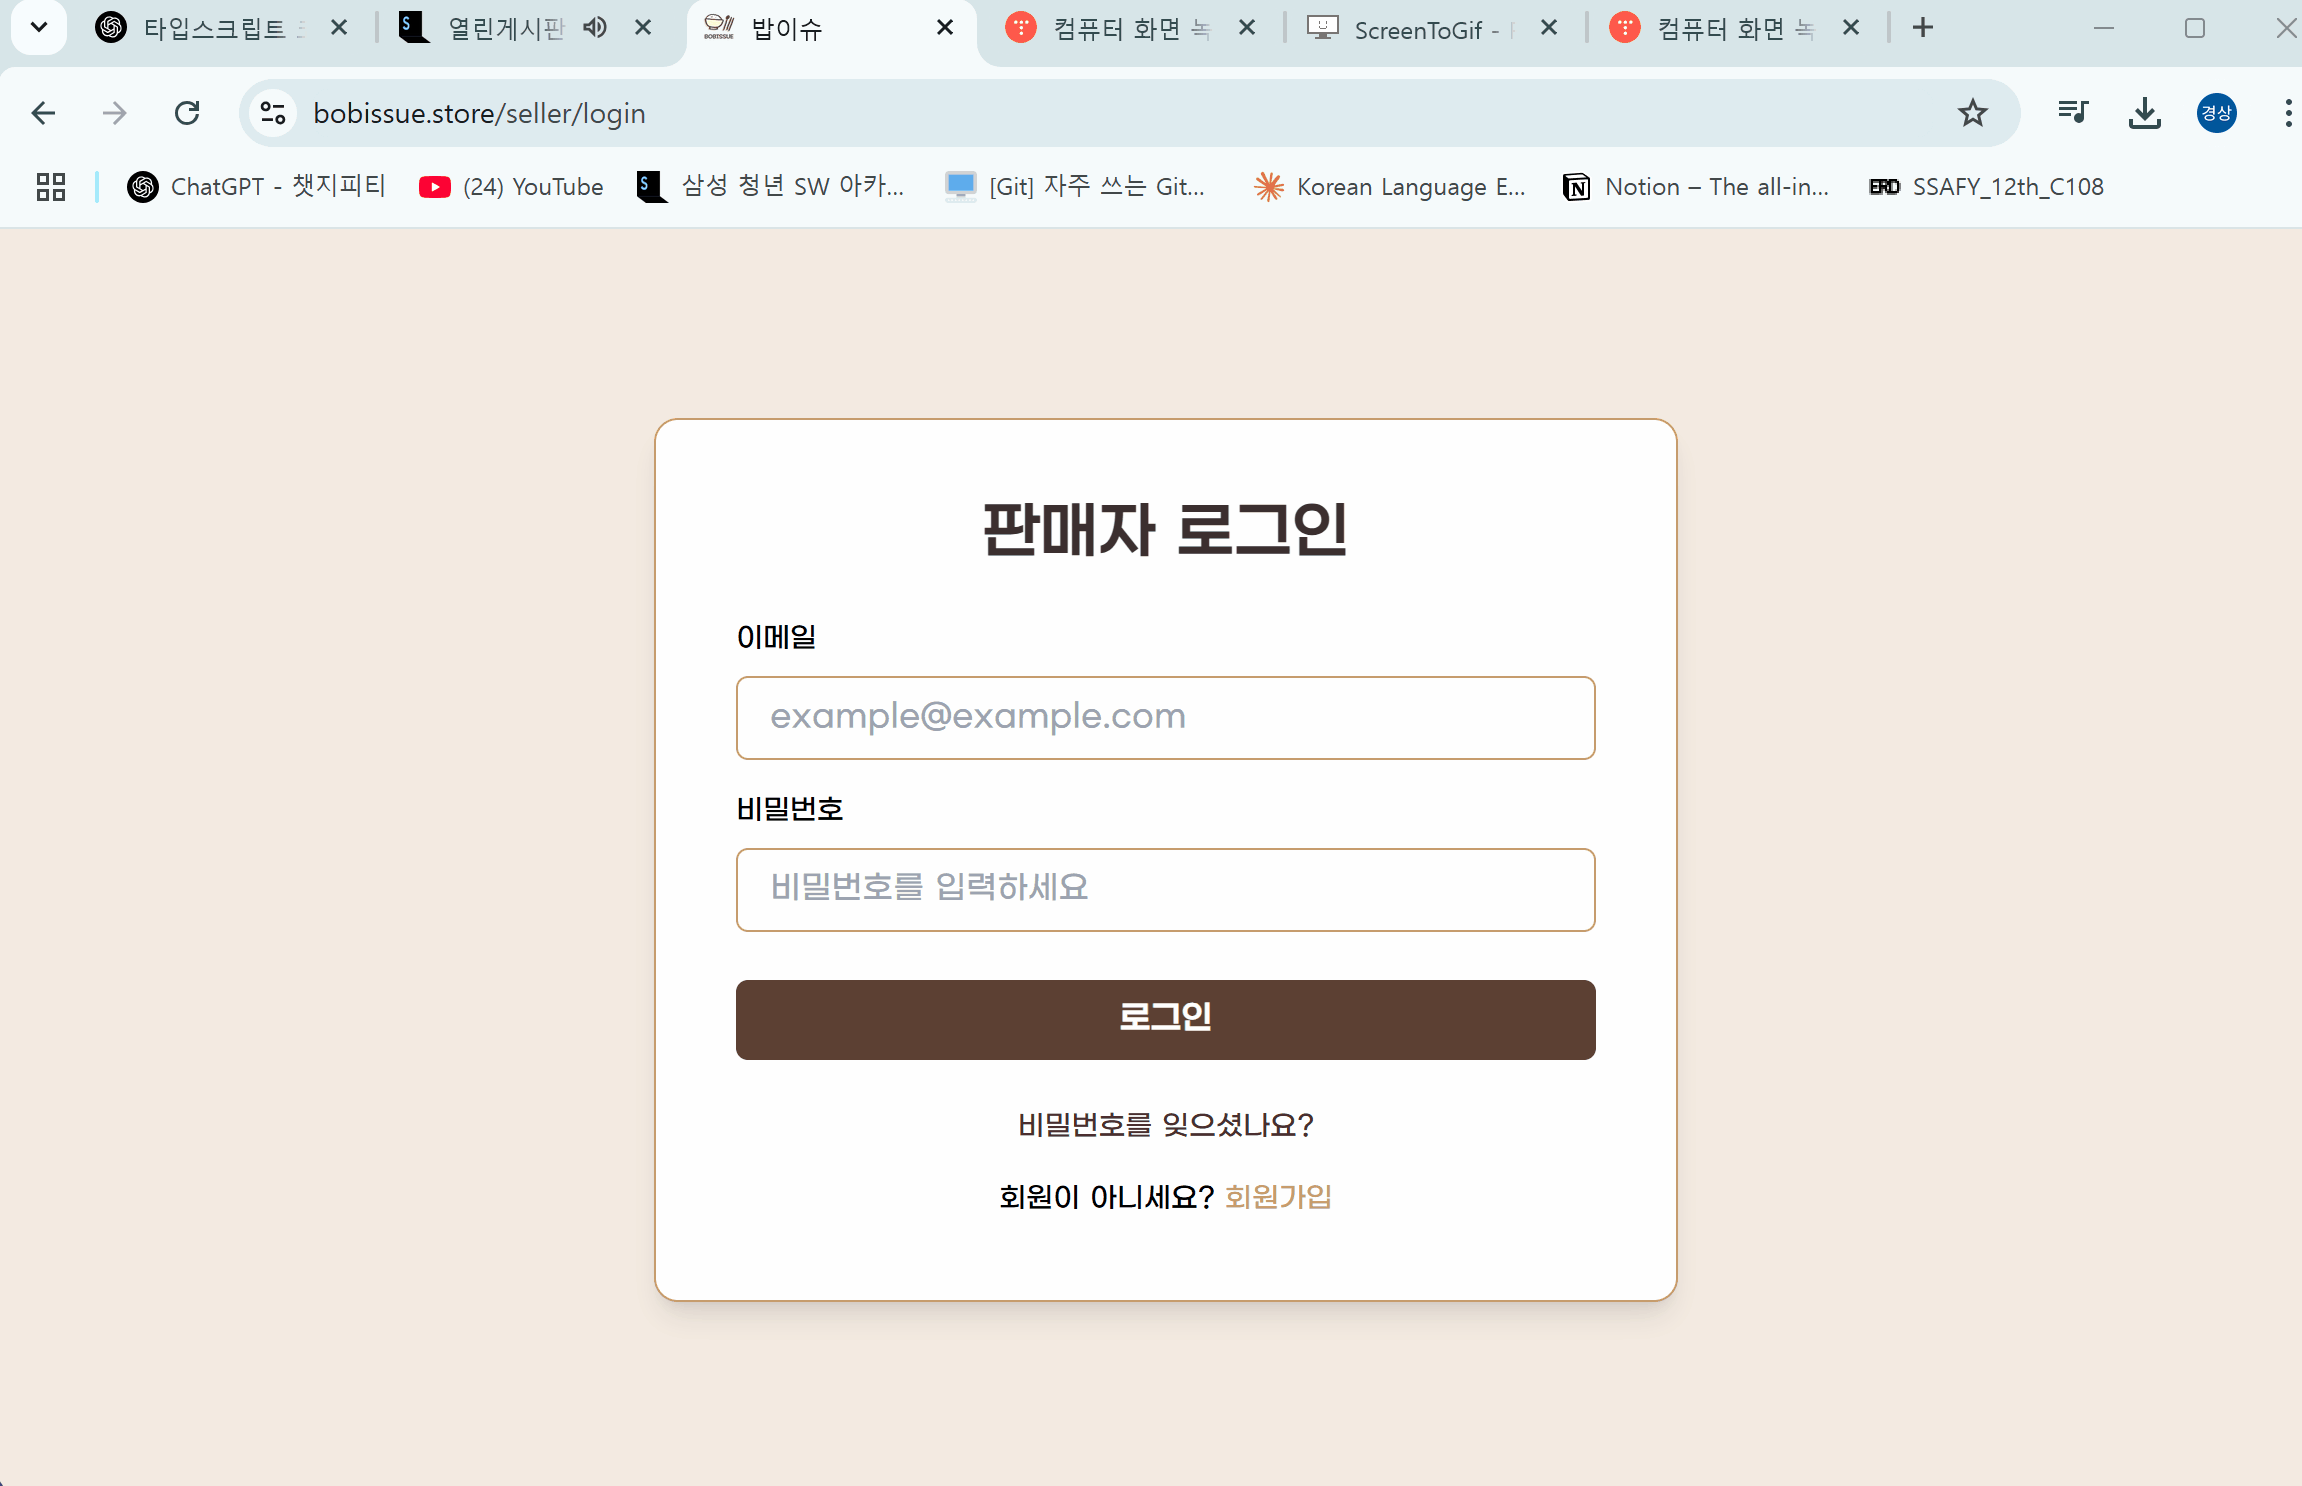 타입스크립트
열린게시판
밥이슈
컴퓨터 화면 녹
ScreenToGif -
컴퓨터 화면 녹
bobissue.store/seller/login
경상
ChatGPT - 챗지피티
(24) YouTube
삼성 청년 SW 아카...
[Git] 자주 쓰는 Git...
Korean Language E...
Notion – The all-in...
ERD SSAFY_12th_C108
판매자 로그인
이메일
example@example.com
비밀번호
비밀번호를 입력하세요
로그인
비밀번호를 잊으셨나요?
회원이 아니세요? 회원가입